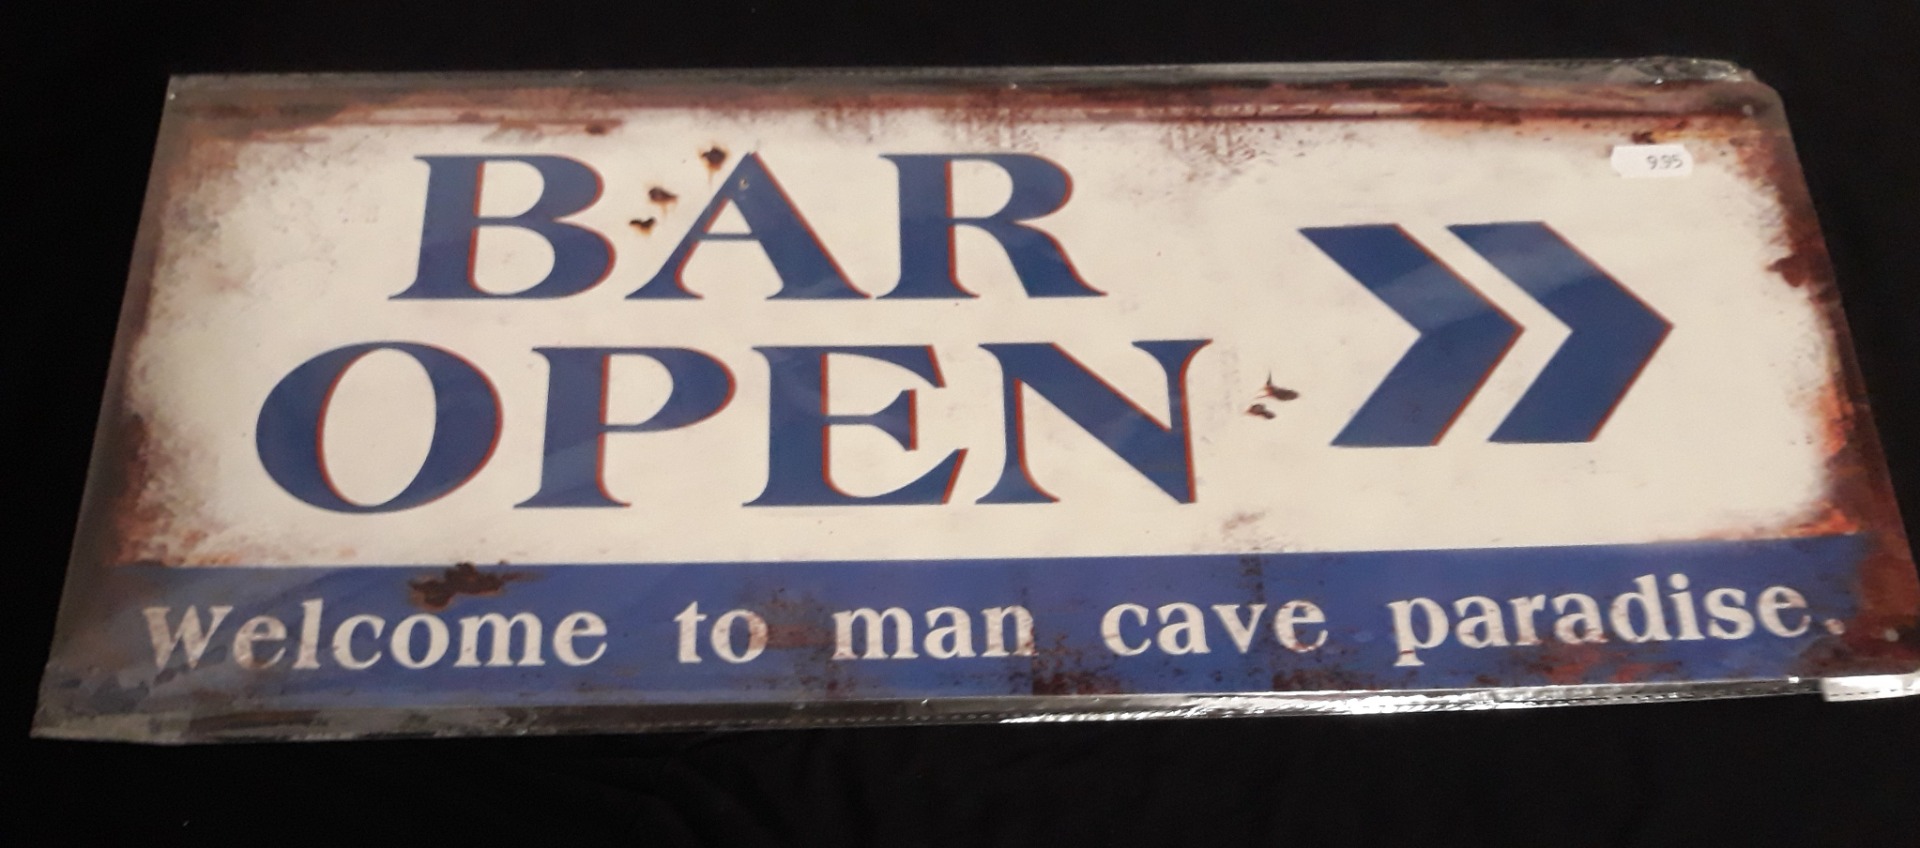 BAR
OPEN
9.95
Welcome to man cave paradise.